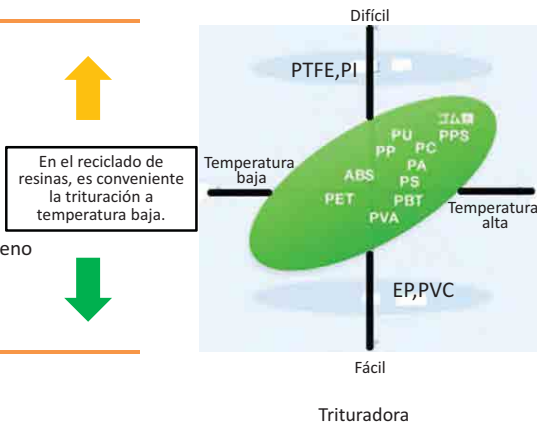 Difícil
PTFE,PI
ゴム類
PU
PPS
PP
PC
En el reciclado de
resinas, es conveniente
la trituración a
temperatura baja.
Temperatura
baja
ABS
PA
PS
PET
PBT
Temperatura
alta
PVA
eno
EP,PVC
Fácil
Trituradora